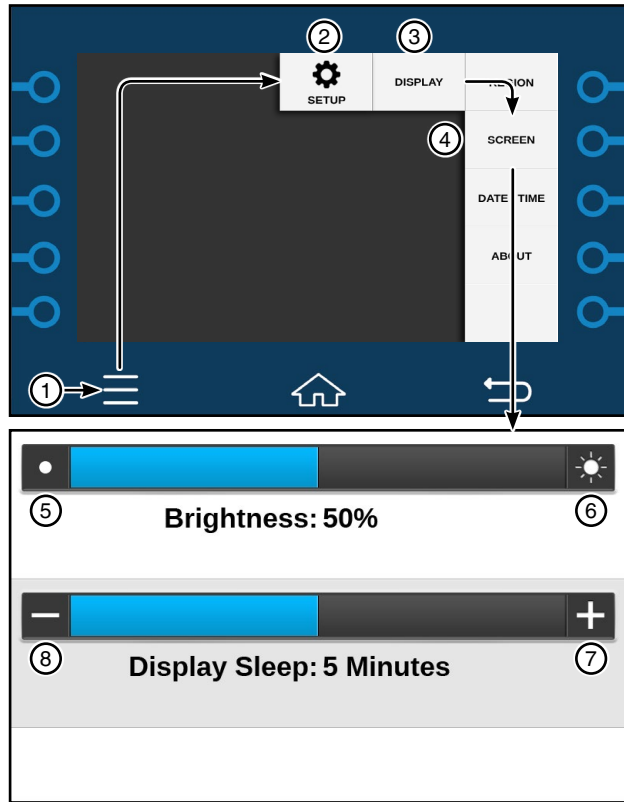 2 3
SETUP DISPLAY REGION
4 SCREEN
DATE TIME
ABOUT
1
5 6
Brightness: 50%
8 7
Display Sleep: 5 Minutes